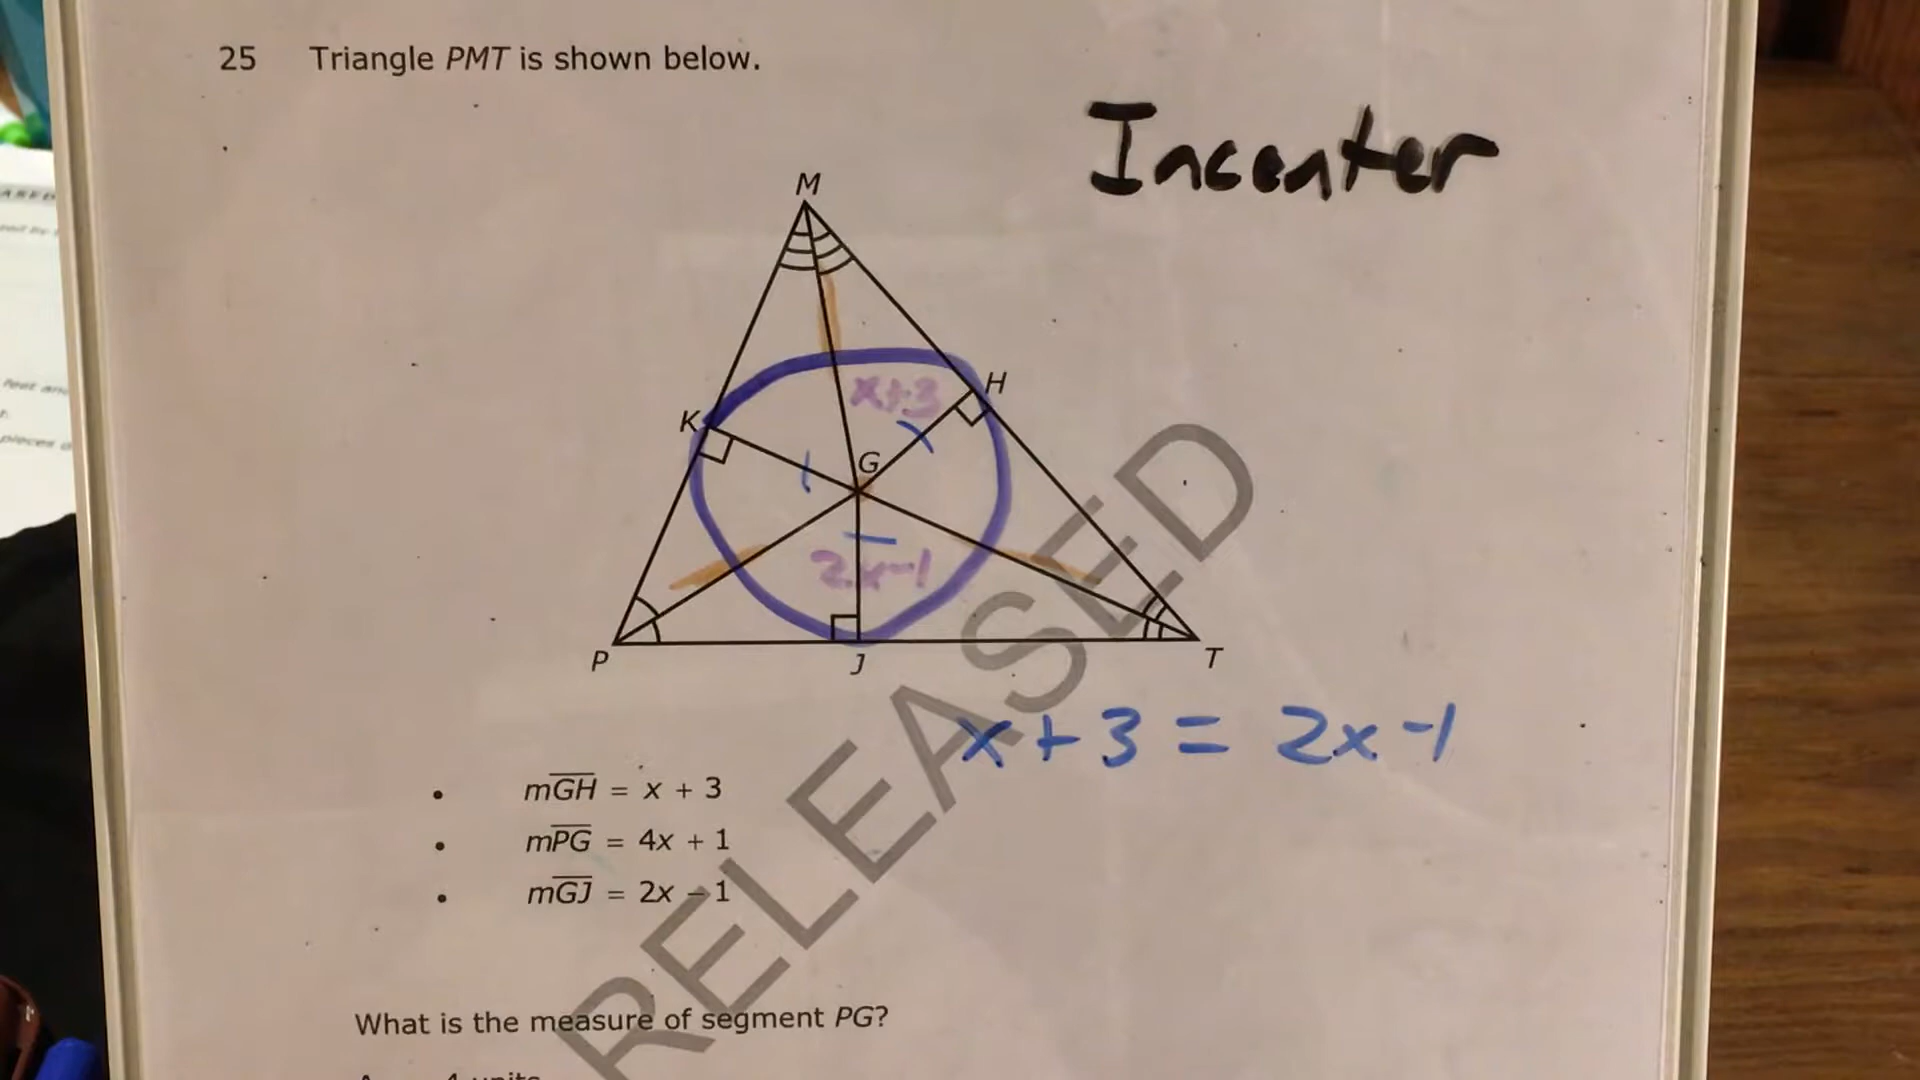 25 Triangle PMT is shown below.
Incenter
M
x+3
H
K
G
2x-1
P
J
T
x+3 = 2x-1
• mGH = x + 3
• mPG = 4x + 1
• mGJ = 2x - 1
RELEASED
What is the measure of segment PG?